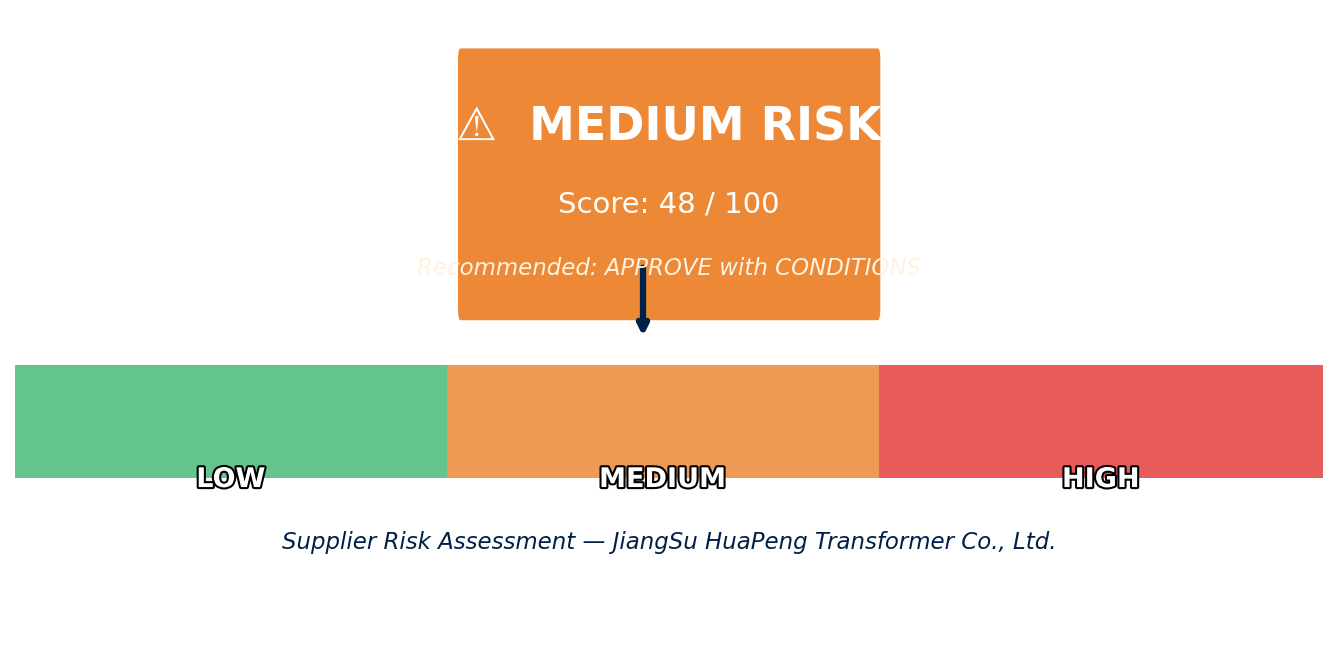 ⚠ MEDIUM RISK
Score: 48 / 100
Recommended: APPROVE with CONDITIONS
LOW
MEDIUM
HIGH
Supplier Risk Assessment — JiangSu HuaPeng Transformer Co., Ltd.